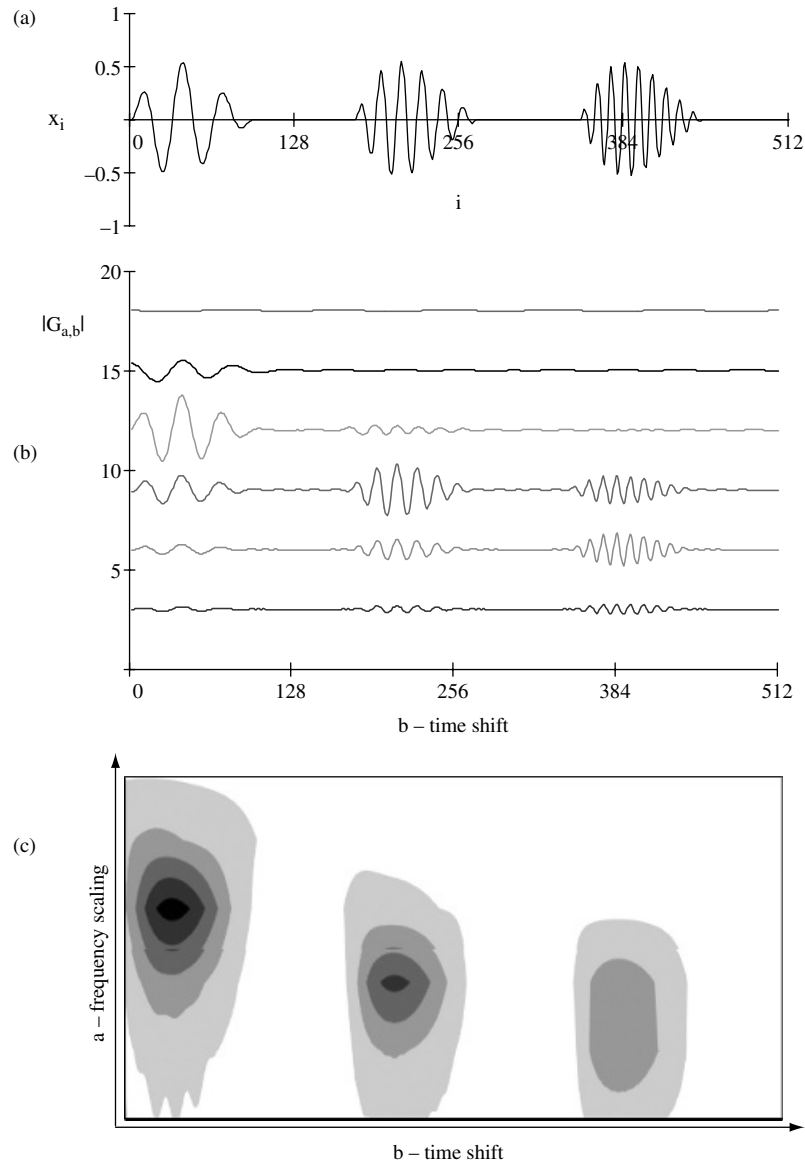 (a)
1
0.5
x_i
0 128 256 384 512
−0.5
i
−1
20
|G_a,b|
15
(b)
10
5
0 128 256 384 512
b – time shift
(c)
a – frequency scaling
b – time shift